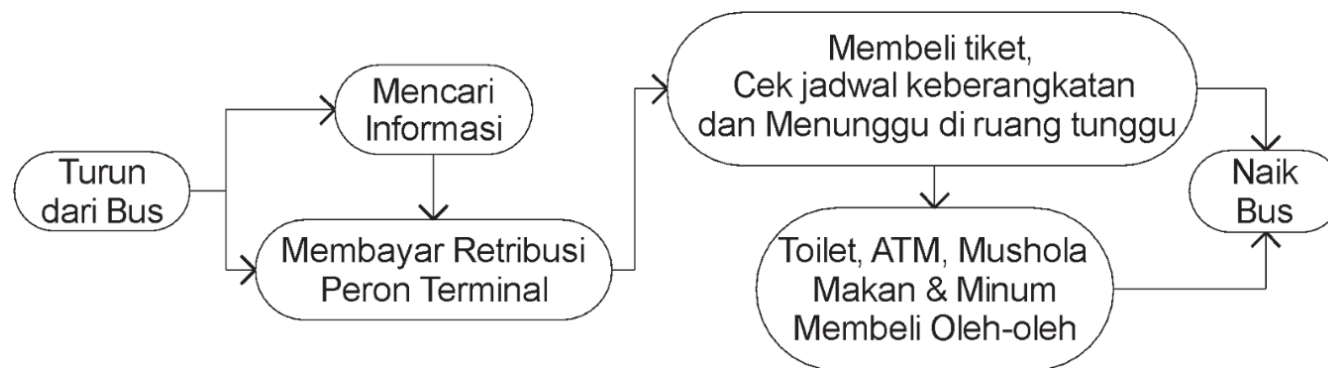 Turun
dari Bus
Mencari
Informasi
Membayar Retribusi
Peron Terminal
Membeli tiket,
Cek jadwal keberangkatan
dan Menunggu di ruang tunggu
Toilet, ATM, Mushola
Makan & Minum
Membeli Oleh-oleh
Naik
Bus